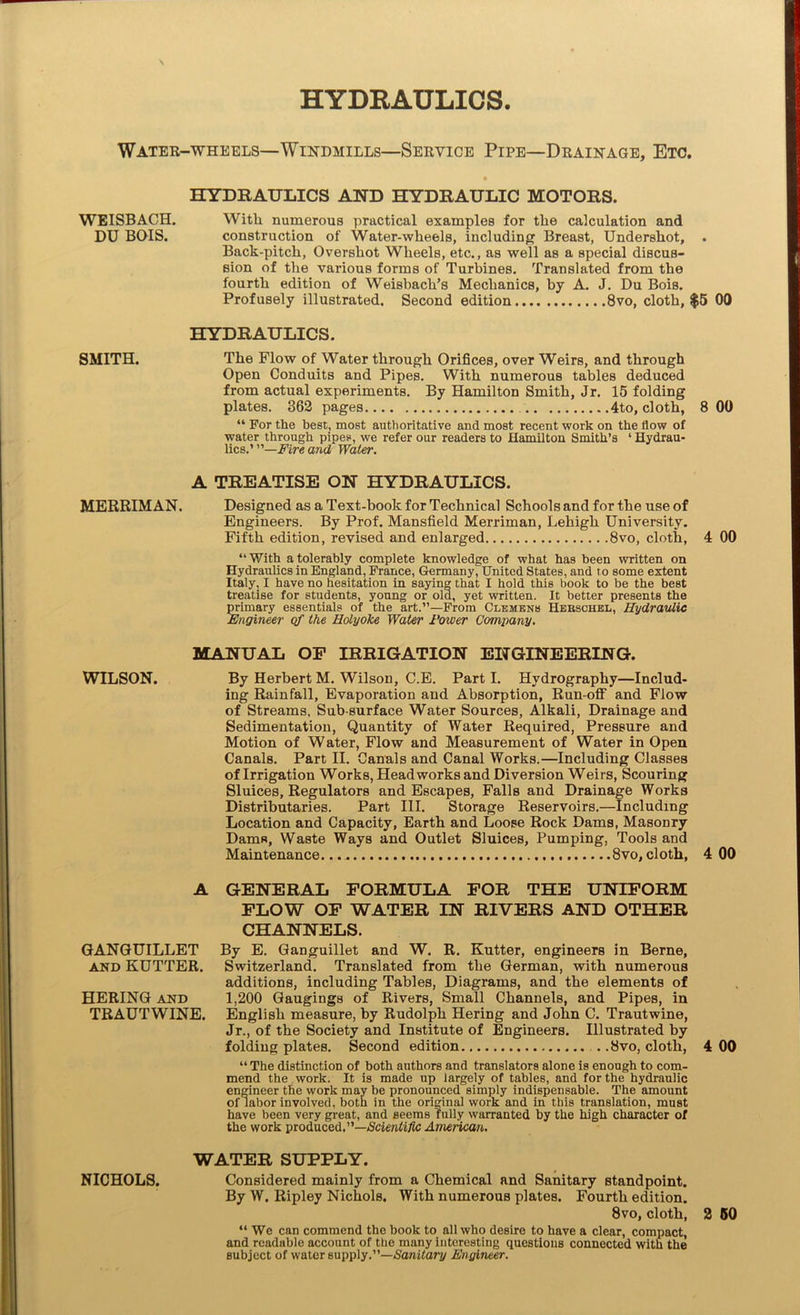 HYDRAULICS.
WATER-WHEELS—WINDMILLS—SERVICE PIPE—DRAINAGE, ETC.
HYDRAULICS AND HYDRAULIC MOTORS.
WEISBACH. With numerous practical examples for the calculation and
DU BOIS. construction of Water-wheels, including Breast, Undershot,
Back-pitch, Overshot Wheels, etc., as well as a special discus-
sion of the various forms of Turbines. Translated from the
fourth edition of Weisbach's Mechanics, by A. J. Du Bois.
Profusely illustrated. Second edition..............8vo, cloth, $5 00
HYDRAULICS.
SMITH. The Flow of Water through Orifices, over Weirs, and through
Open Conduits and Pipes. With numerous tables deduced
from actual experiments. By Hamilton Smith, Jr. 15 folding
plates. 362 pages.... .................... .. ..........4to, cloth, 8 00
“ For the best, most authoritative and most recent work on the flow of
water through pipes, we refer our readers to Hamilton Smith's ‘ Hydrau-
lics.’ ”—Fire and Water.
A TREATISE ON HYDRAULICS.
MERRIMAN. Designed as a Text-book for Technical Schools and for the use of
Engineers. By Prof. Mansfield Merriman, Lehigh University.
Fifth edition, revised and enlarged..................8vo, cloth, 4 00
“ With a tolerably complete knowledge of what has been written on
Hydraulics in England, France, Germany, United States, and to some extent
Italy, I have no hesitation in saying that I hold this book to be the best
treatise for students, young or old, yet written. It better presents the
primary essentials of the art.”—From CLEMENS HERSCHEL, Hydraulic
Engineer of the Holyoke Water Power Company.
MANUAL OF IRRIGATION ENGINEERING.
WILSON. By Herbert M. Wilson, C.E. Part I. Hydrography—Includ-
ing Rainfall, Evaporation and Absorption, Run-off and Flow
of Streams, Sub-surface Water Sources, Alkali, Drainage and
Sedimentation, Quantity of Water Required, Pressure and
Motion of Water, Flow and Measurement of Water in Open
Canals. Part II. Canals and Canal Works.—Including Classes
of Irrigation Works, Headworks and Diversion Weirs, Scouring
Sluices, Regulators and Escapes, Falls and Drainage Works
Distributaries. Part III. Storage Reservoirs.—Including
Location and Capacity, Earth and Loose Rock Dams, Masonry
Dams, Waste Ways and Outlet Sluices, Pumping, Tools and
Maintenance........................................8vo, cloth, 4 00
A GENERAL FORMULA FOR THE UNIFORM
FLOW OF WATER IN RIVERS AND OTHER
CHANNELS.
GANGUILLET By E. Ganguillet and W. R. Kutter, engineers in Berne,
AND KUTTER. Switzerland. Translated from the German, with numerous
additions, including Tables, Diagrams, and the elements of
HERING AND 1,200 Gaugings of Rivers, Small Channels, and Pipes, in
TRAUTWINE. English measure, by Rudolph Hering and John C. Trautwine,
Jr., of the Society and Institute of Engineers. Illustrated by
folding plates. Second edition.................... ..8vo, cloth, 4 00
“ The distinction of both authors and translators alone is enough to com-
mend the work. It is made up largely of tables, and for the hydraulic
engineer the work may be pronounced simply indispensable. The amount
of labor involved, both in the original work and in this translation, must
have been very great, and seems fully warranted by the high character of
the work produced.”—Scientific American.
WATER SUPPLY.
NICHOLS. Considered mainly from a Chemical and Sanitary standpoint.
By W. Ripley Nichols. With numerous plates. Fourth edition.
8vo, cloth, 2 50
“ We can commend the book to all who desire to have a clear, compact,
and readable account of the many interesting questions connected with the
subject of water supply.”—Sanitary Engineer.